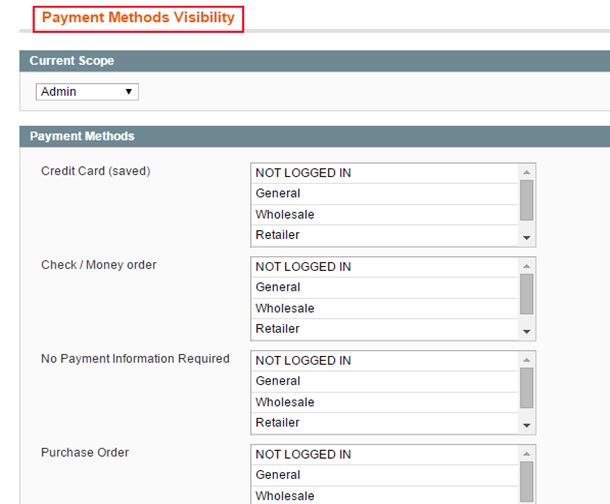 Payment Methods Visibility
Current Scope
Admin
Payment Methods
Credit Card (saved)
NOT LOGGED IN
General
Wholesale
Retailer
Check / Money order
NOT LOGGED IN
General
Wholesale
Retailer
No Payment Information Required
NOT LOGGED IN
General
Wholesale
Retailer
Purchase Order
NOT LOGGED IN
General
Wholesale